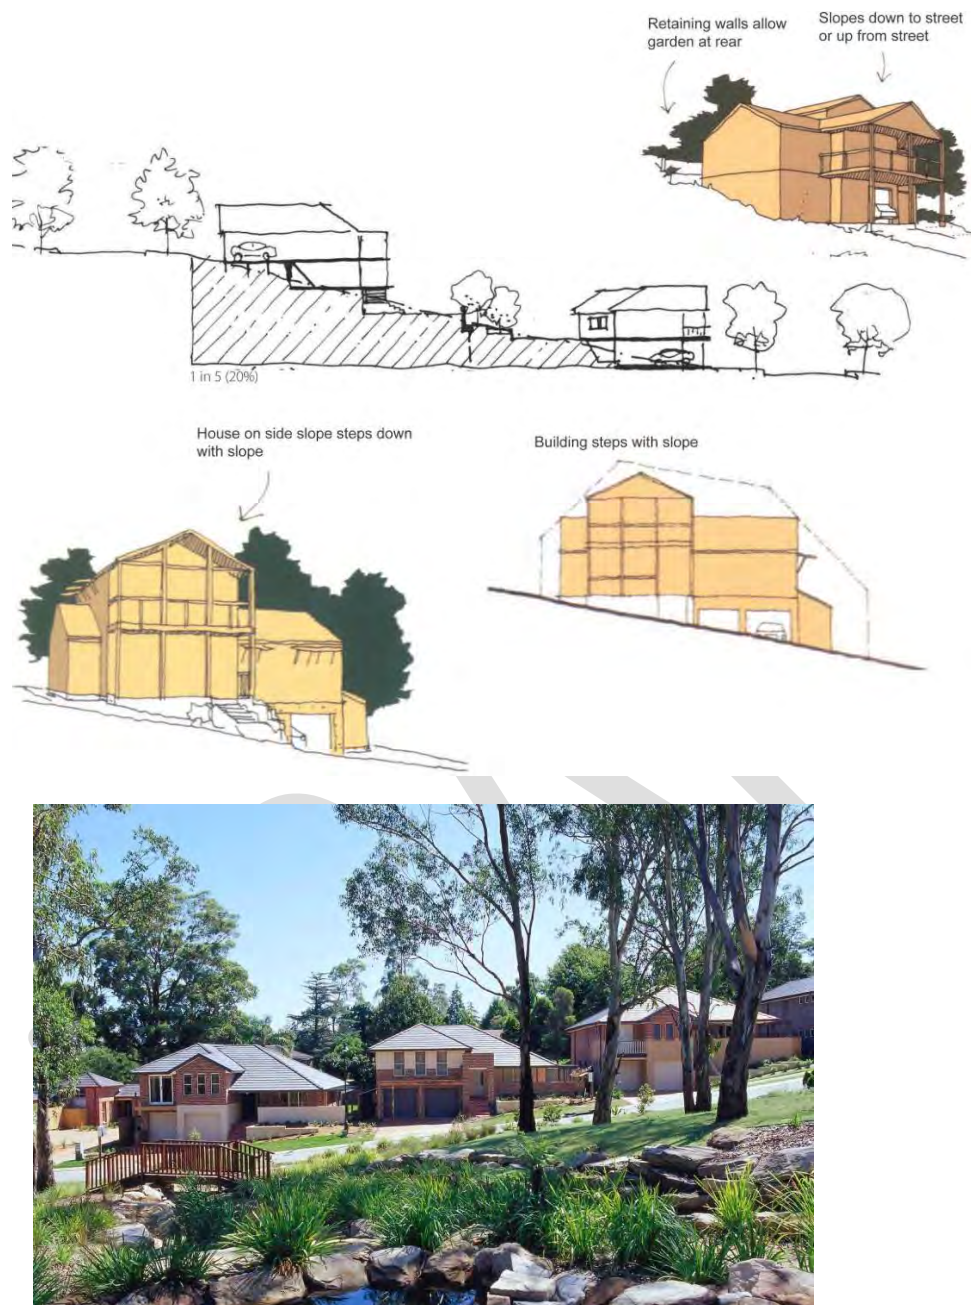 Retaining walls allow
garden at rear
Slopes down to street
or up from street
1 in 5 (20%)
House on side slope steps down
with slope
Building steps with slope